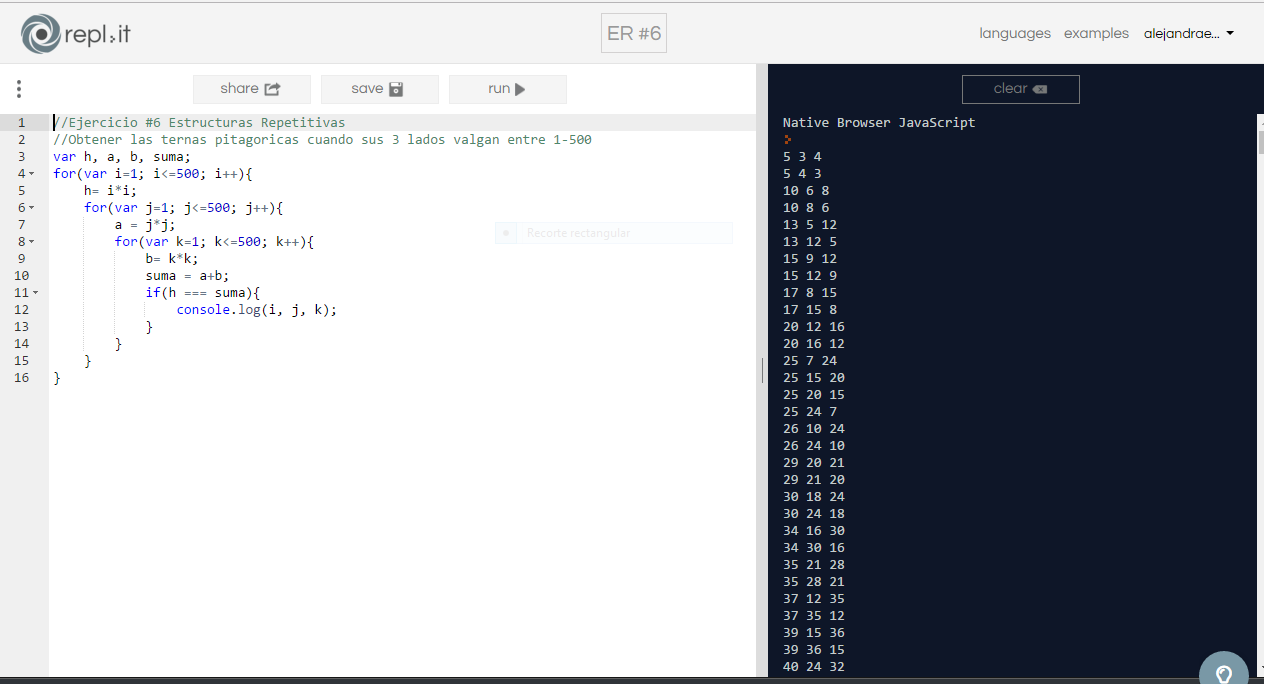 repl.it
ER #6
languages examples alejandrae...
share save run
clear
1 //Ejercicio #6 Estructuras Repetitivas
2 //Obtener las ternas pitagoricas cuando sus 3 lados valgan entre 1-500
3 var h, a, b, suma;
4 for(var i=1; i<=500; i++){
5 h= i*i;
6 for(var j=1; j<=500; j++){
7 a = j*j;
8 for(var k=1; k<=500; k++){
9 b= k*k;
10 suma = a+b;
11 if(h === suma){
12 console.log(i, j, k);
13 }
14 }
15 }
16 }
Recorte rectangular
Native Browser JavaScript
5 3 4
5 4 3
10 6 8
10 8 6
13 5 12
13 12 5
15 9 12
15 12 9
17 8 15
17 15 8
20 12 16
20 16 12
25 7 24
25 15 20
25 20 15
25 24 7
26 10 24
26 24 10
29 20 21
29 21 20
30 18 24
30 24 18
34 16 30
34 30 16
35 21 28
35 28 21
37 12 35
37 35 12
39 15 36
39 36 15
40 24 32